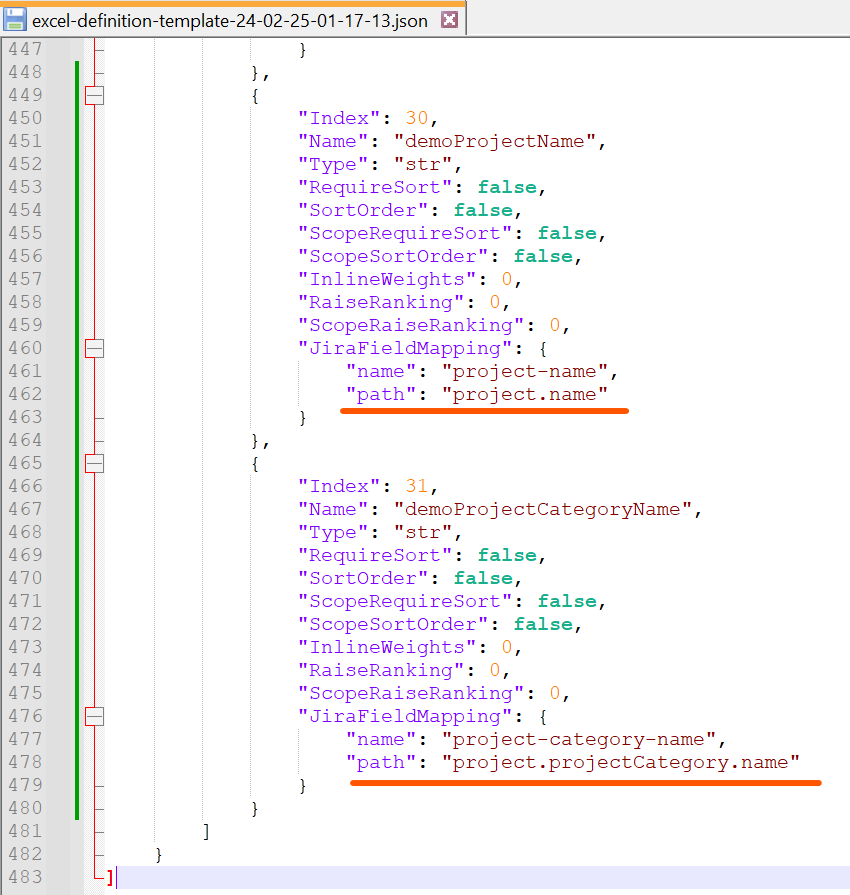 excel-definition-template-24-02-25-01-17-13.json
447 }
448 },
449 {
450 "Index": 30,
451 "Name": "demoProjectName",
452 "Type": "str",
453 "RequireSort": false,
454 "SortOrder": false,
455 "ScopeRequireSort": false,
456 "ScopeSortOrder": false,
457 "InlineWeights": 0,
458 "RaiseRanking": 0,
459 "ScopeRaiseRanking": 0,
460 "JiraFieldMapping": {
461 "name": "project-name",
462 "path": "project.name"
463 }
464 },
465 {
466 "Index": 31,
467 "Name": "demoProjectCategoryName",
468 "Type": "str",
469 "RequireSort": false,
470 "SortOrder": false,
471 "ScopeRequireSort": false,
472 "ScopeSortOrder": false,
473 "InlineWeights": 0,
474 "RaiseRanking": 0,
475 "ScopeRaiseRanking": 0,
476 "JiraFieldMapping": {
477 "name": "project-category-name",
478 "path": "project.projectCategory.name"
479 }
480 }
481 ]
482 }
483 ]